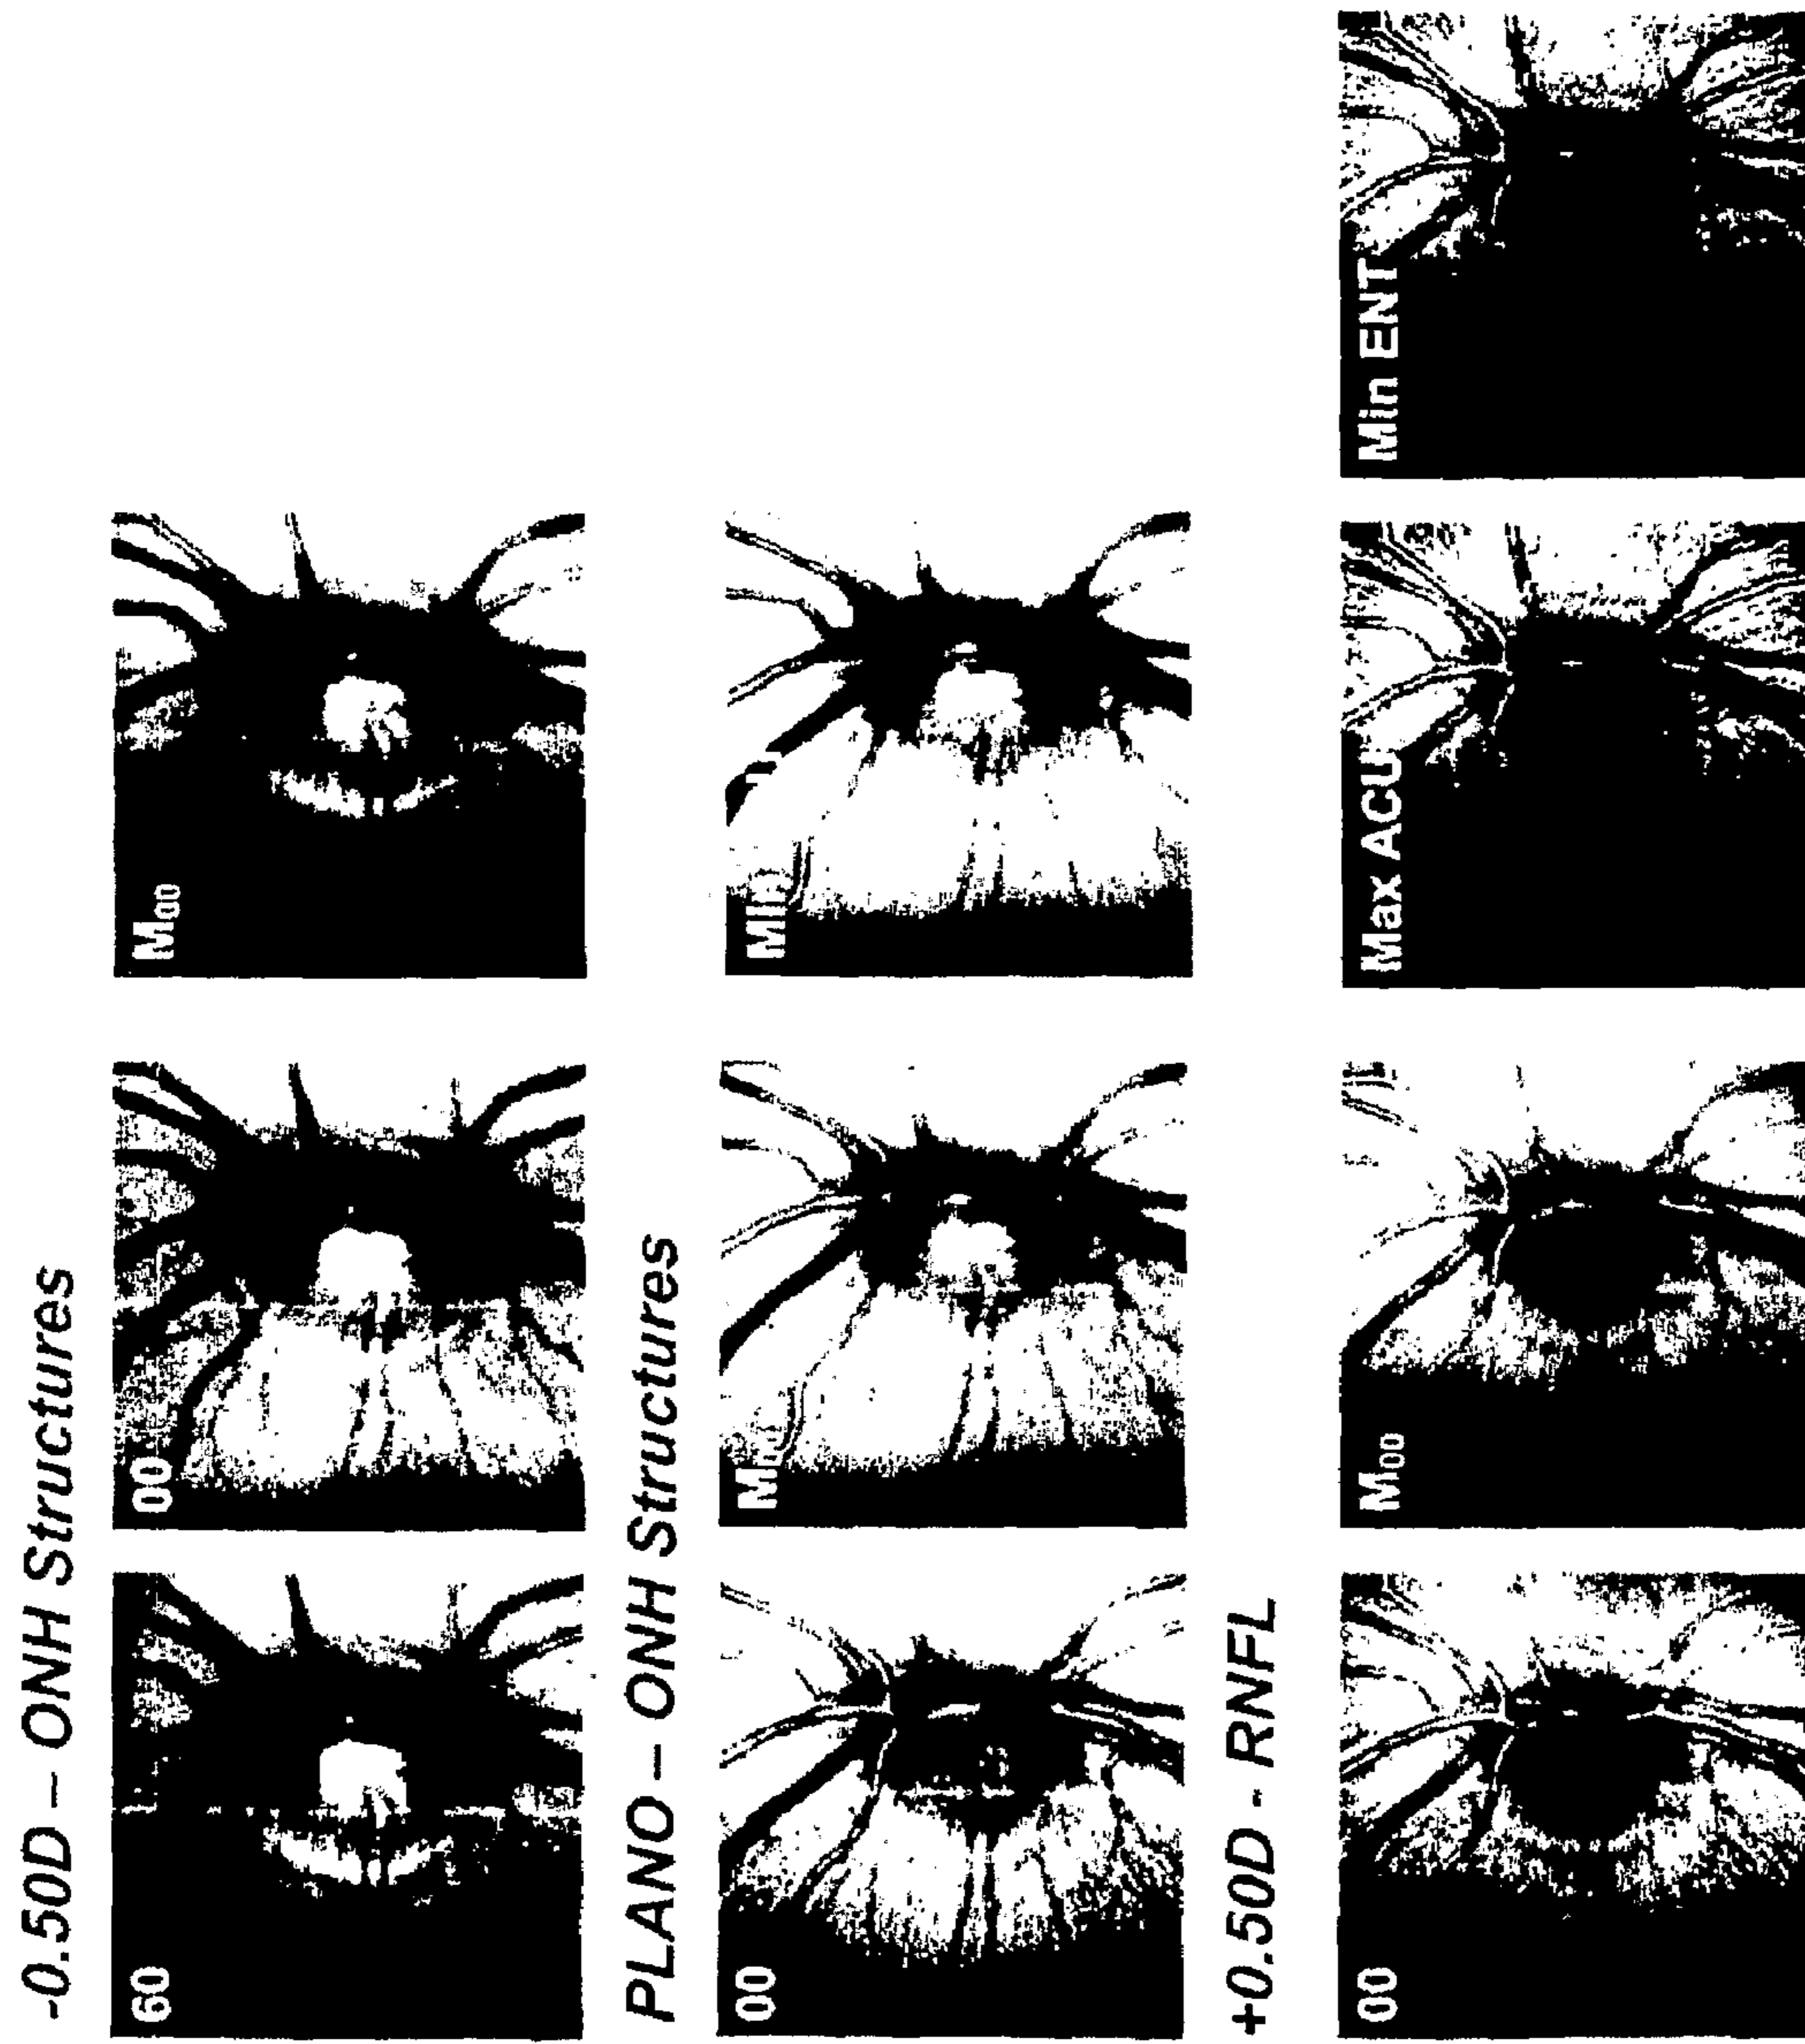 -0.50D – ONH Structures
60
00
M₀₀
PLANO – ONH Structures
00
+0.50D - RNFL
00
M₀₀
Max ACU
Min ENT